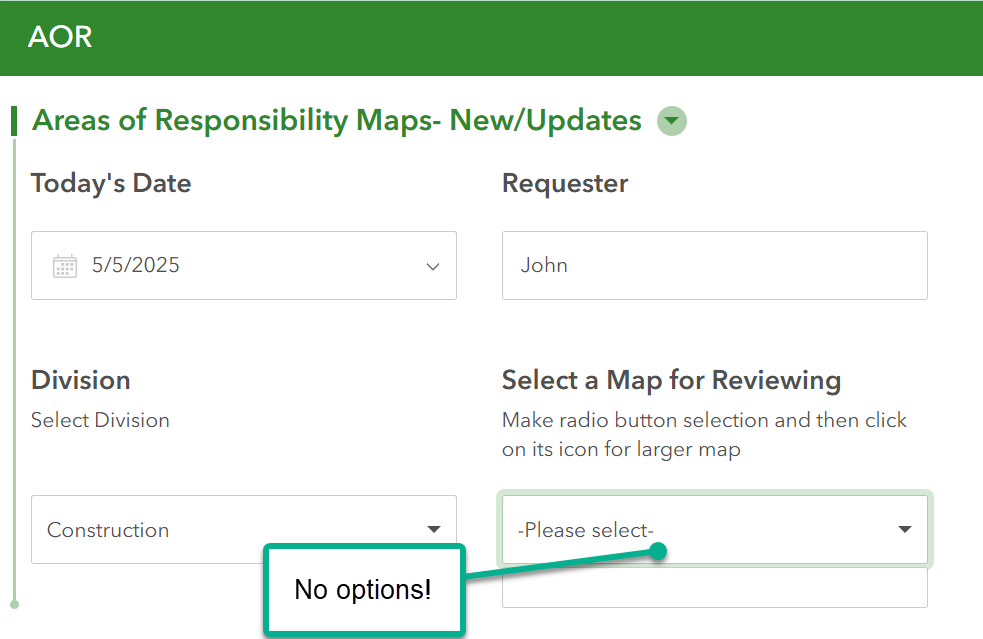 AOR
Areas of Responsibility Maps- New/Updates
Today's Date
Requester
5/5/2025
John
Division
Select a Map for Reviewing
Select Division
Make radio button selection and then click
on its icon for larger map
Construction
-Please select-
No options!